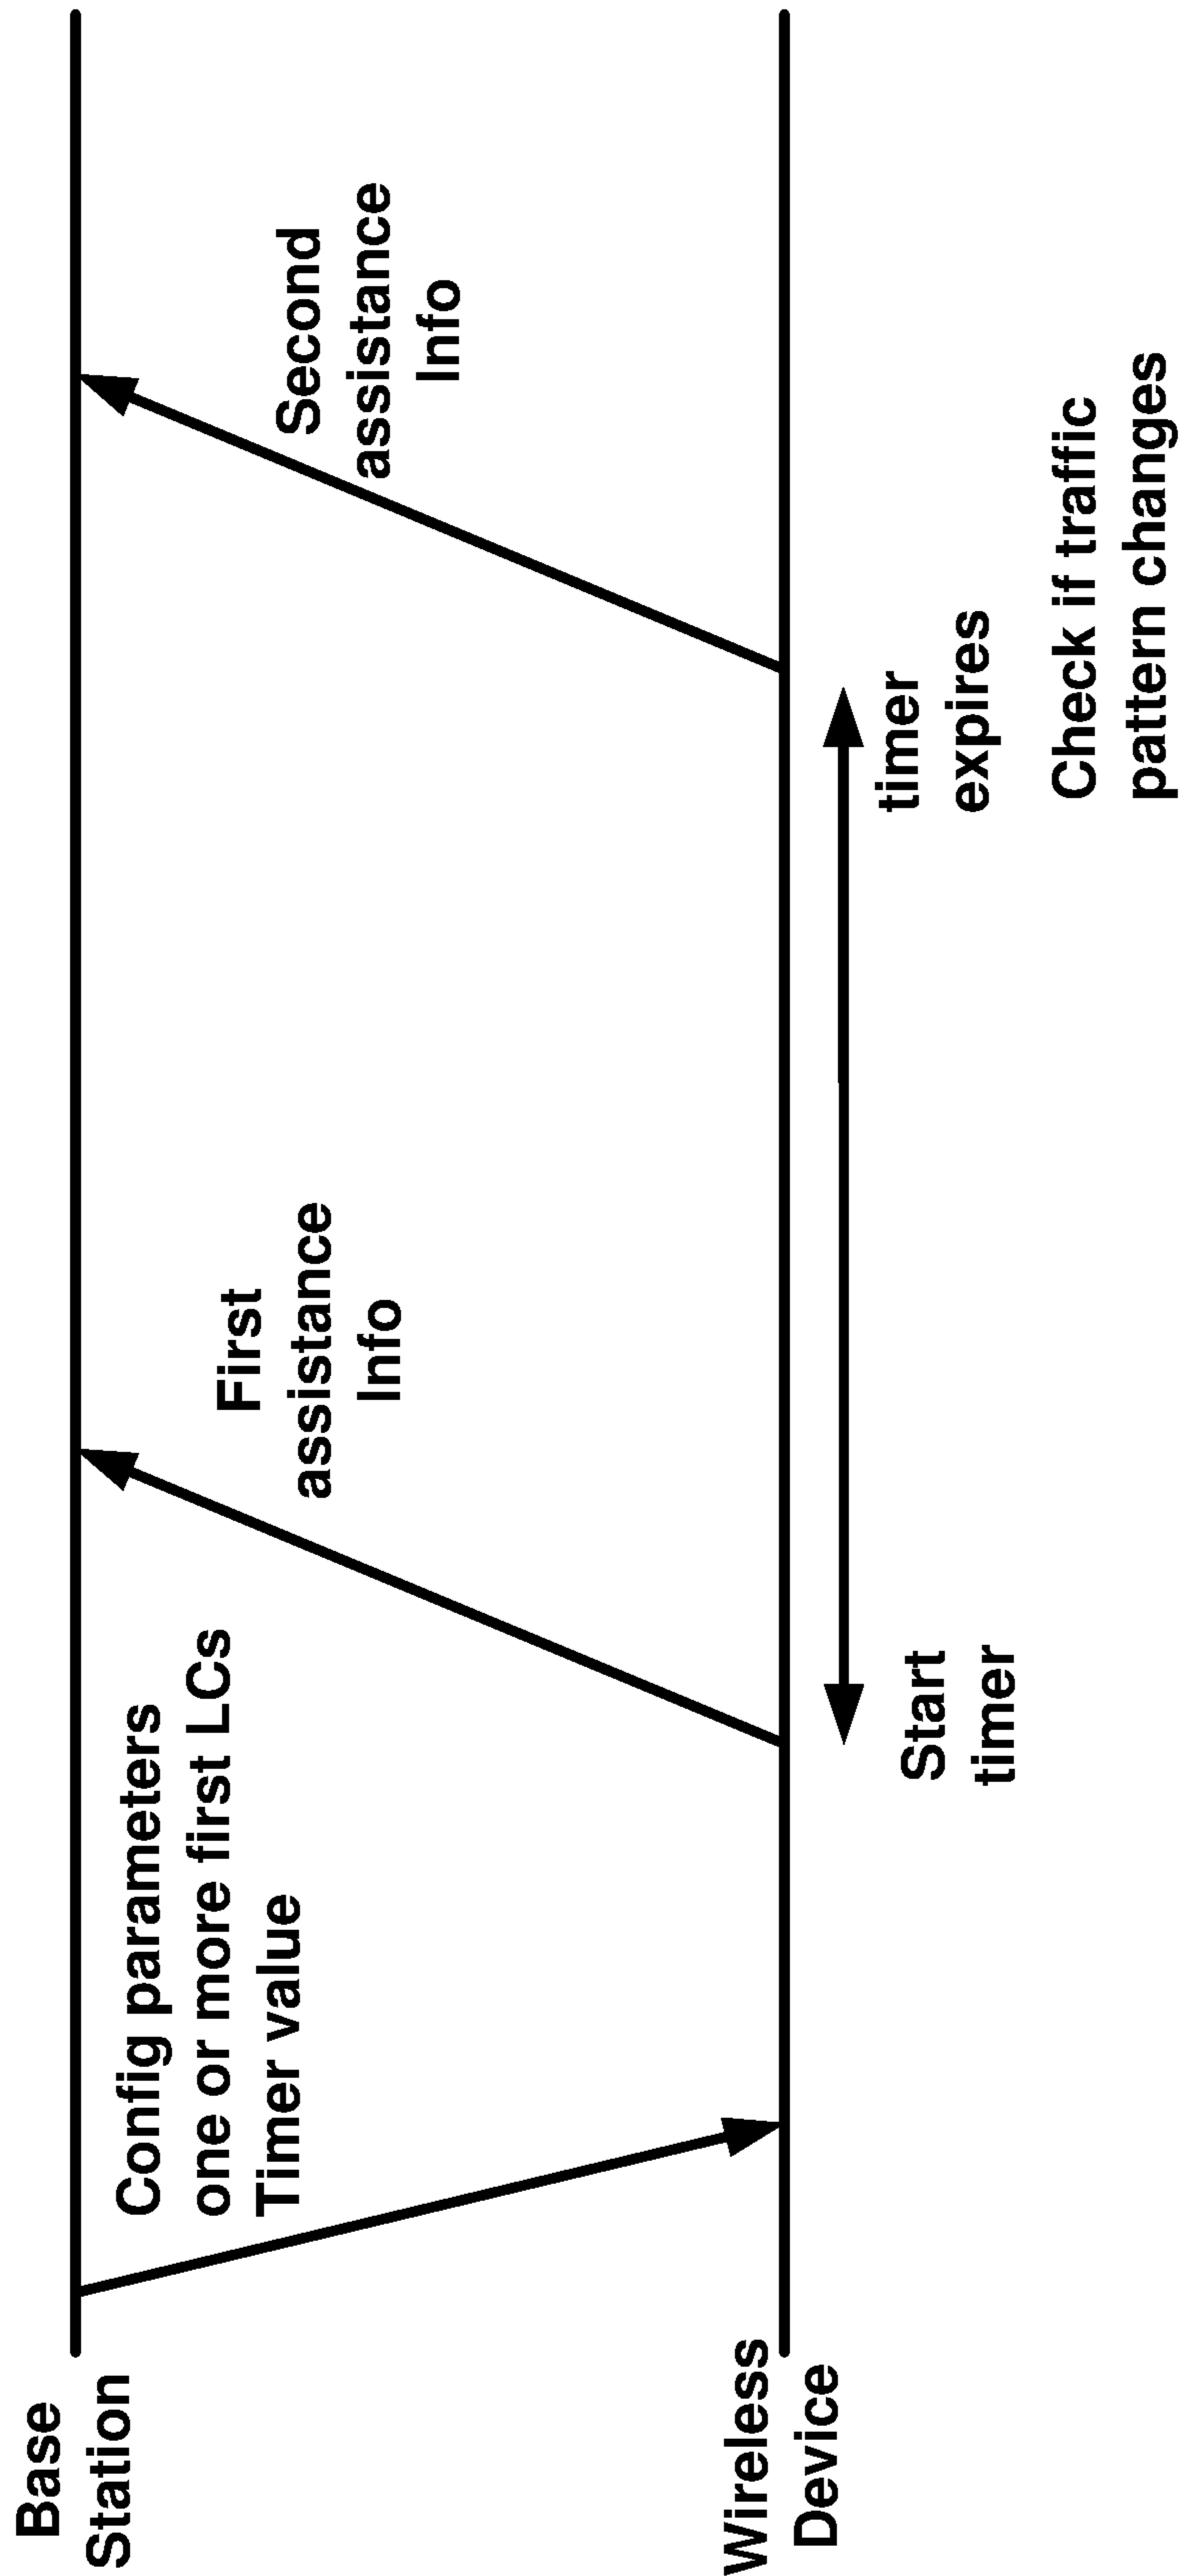 Base
Station
Config parameters
one or more first LCs
Timer value
First
assistance
Info
Second
assistance
Info
Wireless
Device
Start
timer
timer
expires
Check if traffic
pattern changes